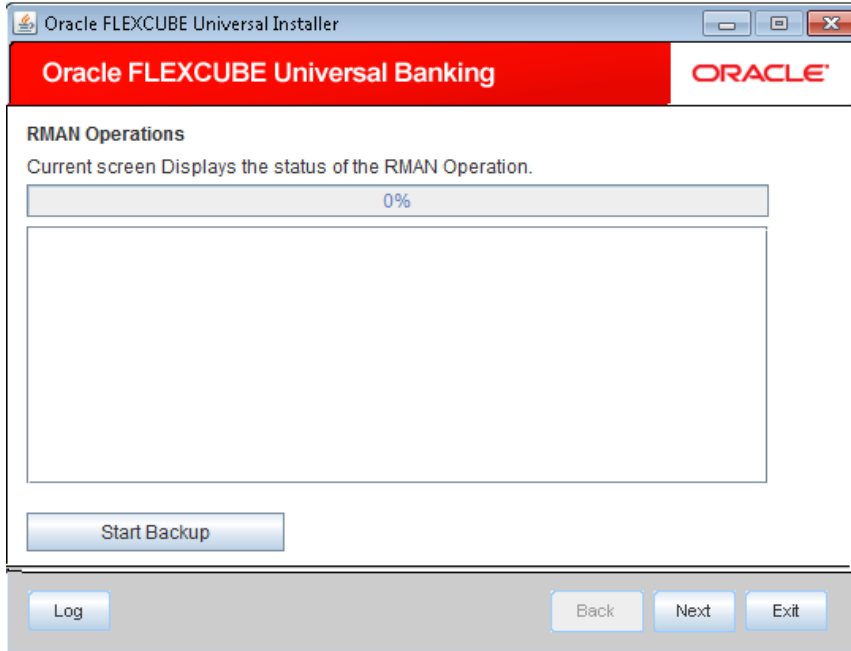 Oracle FLEXCUBE Universal Installer
Oracle FLEXCUBE Universal Banking
ORACLE
RMAN Operations
Current screen Displays the status of the RMAN Operation.
0%
Start Backup
Log
Back
Next
Exit